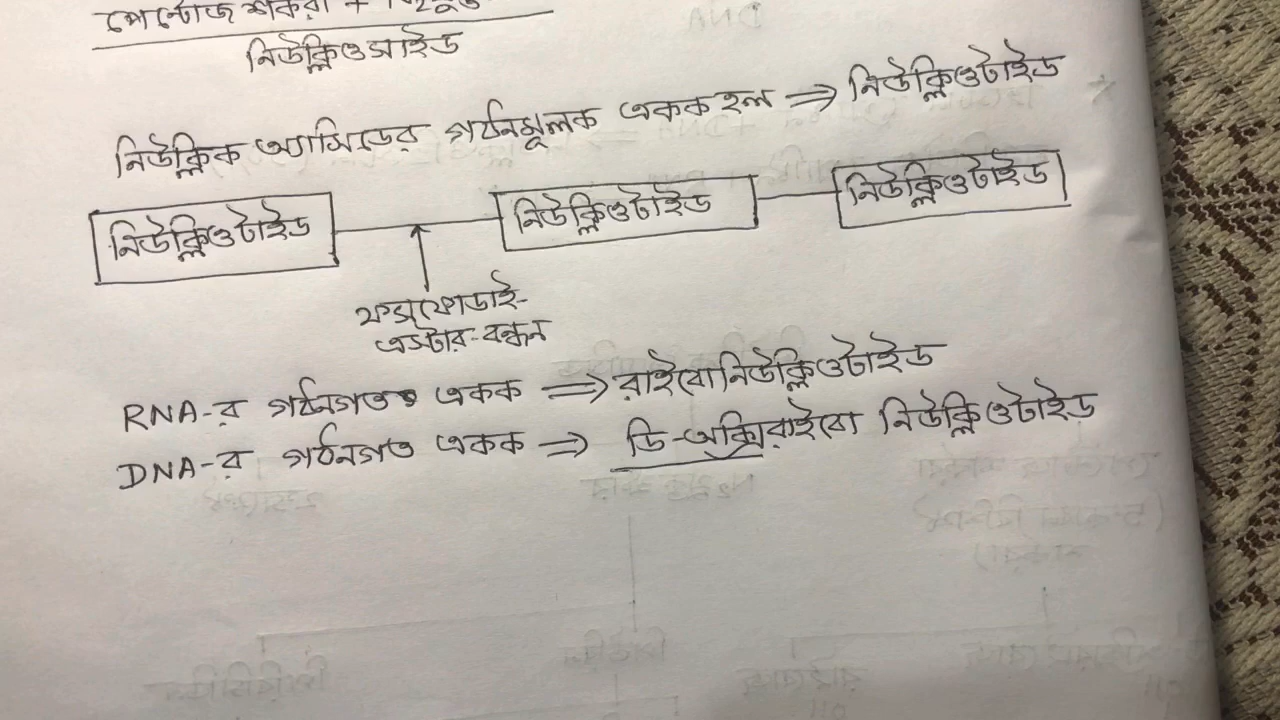 পেন্টোজ শর্করা +
নিউক্লিওসাইড
নিউক্লিক অ্যাসিডের গঠনমূলক একক হল ⇒ নিউক্লিওটাইড
নিউক্লিওটাইড নিউক্লিওটাইড নিউক্লিওটাইড
ফসফোডাই-
এস্টার-বন্ধন
RNA-র গঠনগত একক ⇒ রাইবোনিউক্লিওটাইড
DNA-র গঠনগত একক ⇒ ডি-অক্সিরাইবো নিউক্লিওটাইড